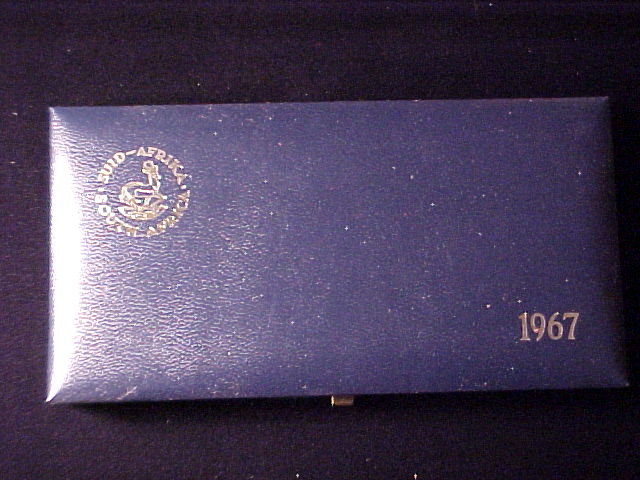 SUID-AFRIKA · SOUTH AFRICA ·
1967